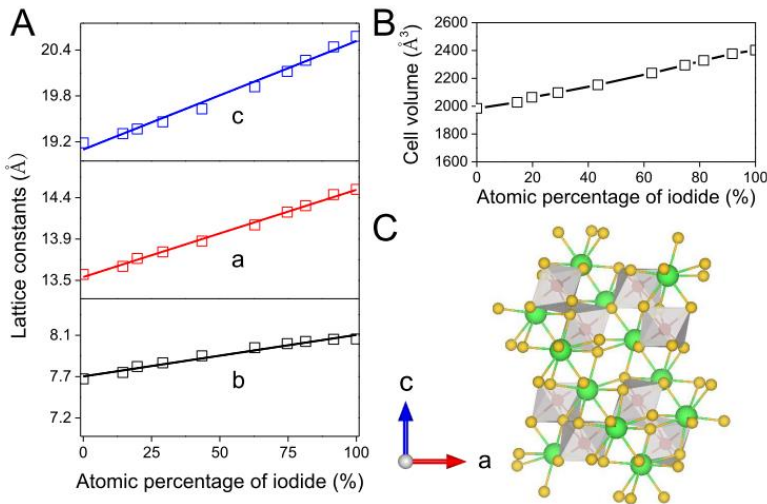 A
Lattice constants (Å)
20.4
19.8
19.2
c
14.4
13.9
13.5
a
8.1
7.7
7.2
b
0 25 50 75 100
Atomic percentage of iodide (%)
B
Cell volume (Å³)
2600
2400
2200
2000
1800
1600
0 20 40 60 80 100
Atomic percentage of iodide (%)
C
c
a